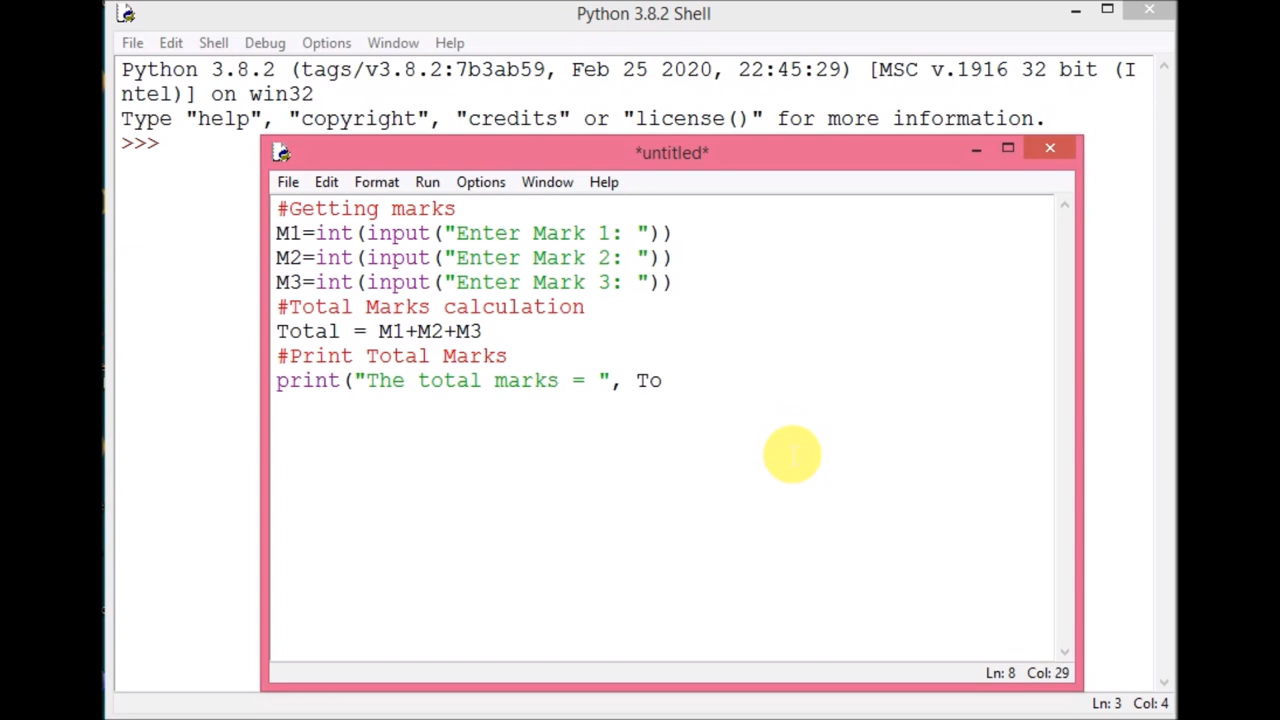 Python 3.8.2 Shell
File Edit Shell Debug Options Window Help
Python 3.8.2 (tags/v3.8.2:7b3ab59, Feb 25 2020, 22:45:29) [MSC v.1916 32 bit (I
ntel)] on win32
Type "help", "copyright", "credits" or "license()" for more information.
>>>
*untitled*
File Edit Format Run Options Window Help
#Getting marks
M1=int(input("Enter Mark 1: "))
M2=int(input("Enter Mark 2: "))
M3=int(input("Enter Mark 3: "))
#Total Marks calculation
Total = M1+M2+M3
#Print Total Marks
print("The total marks = ", To
Ln: 8 Col: 29
Ln: 3 Col: 4